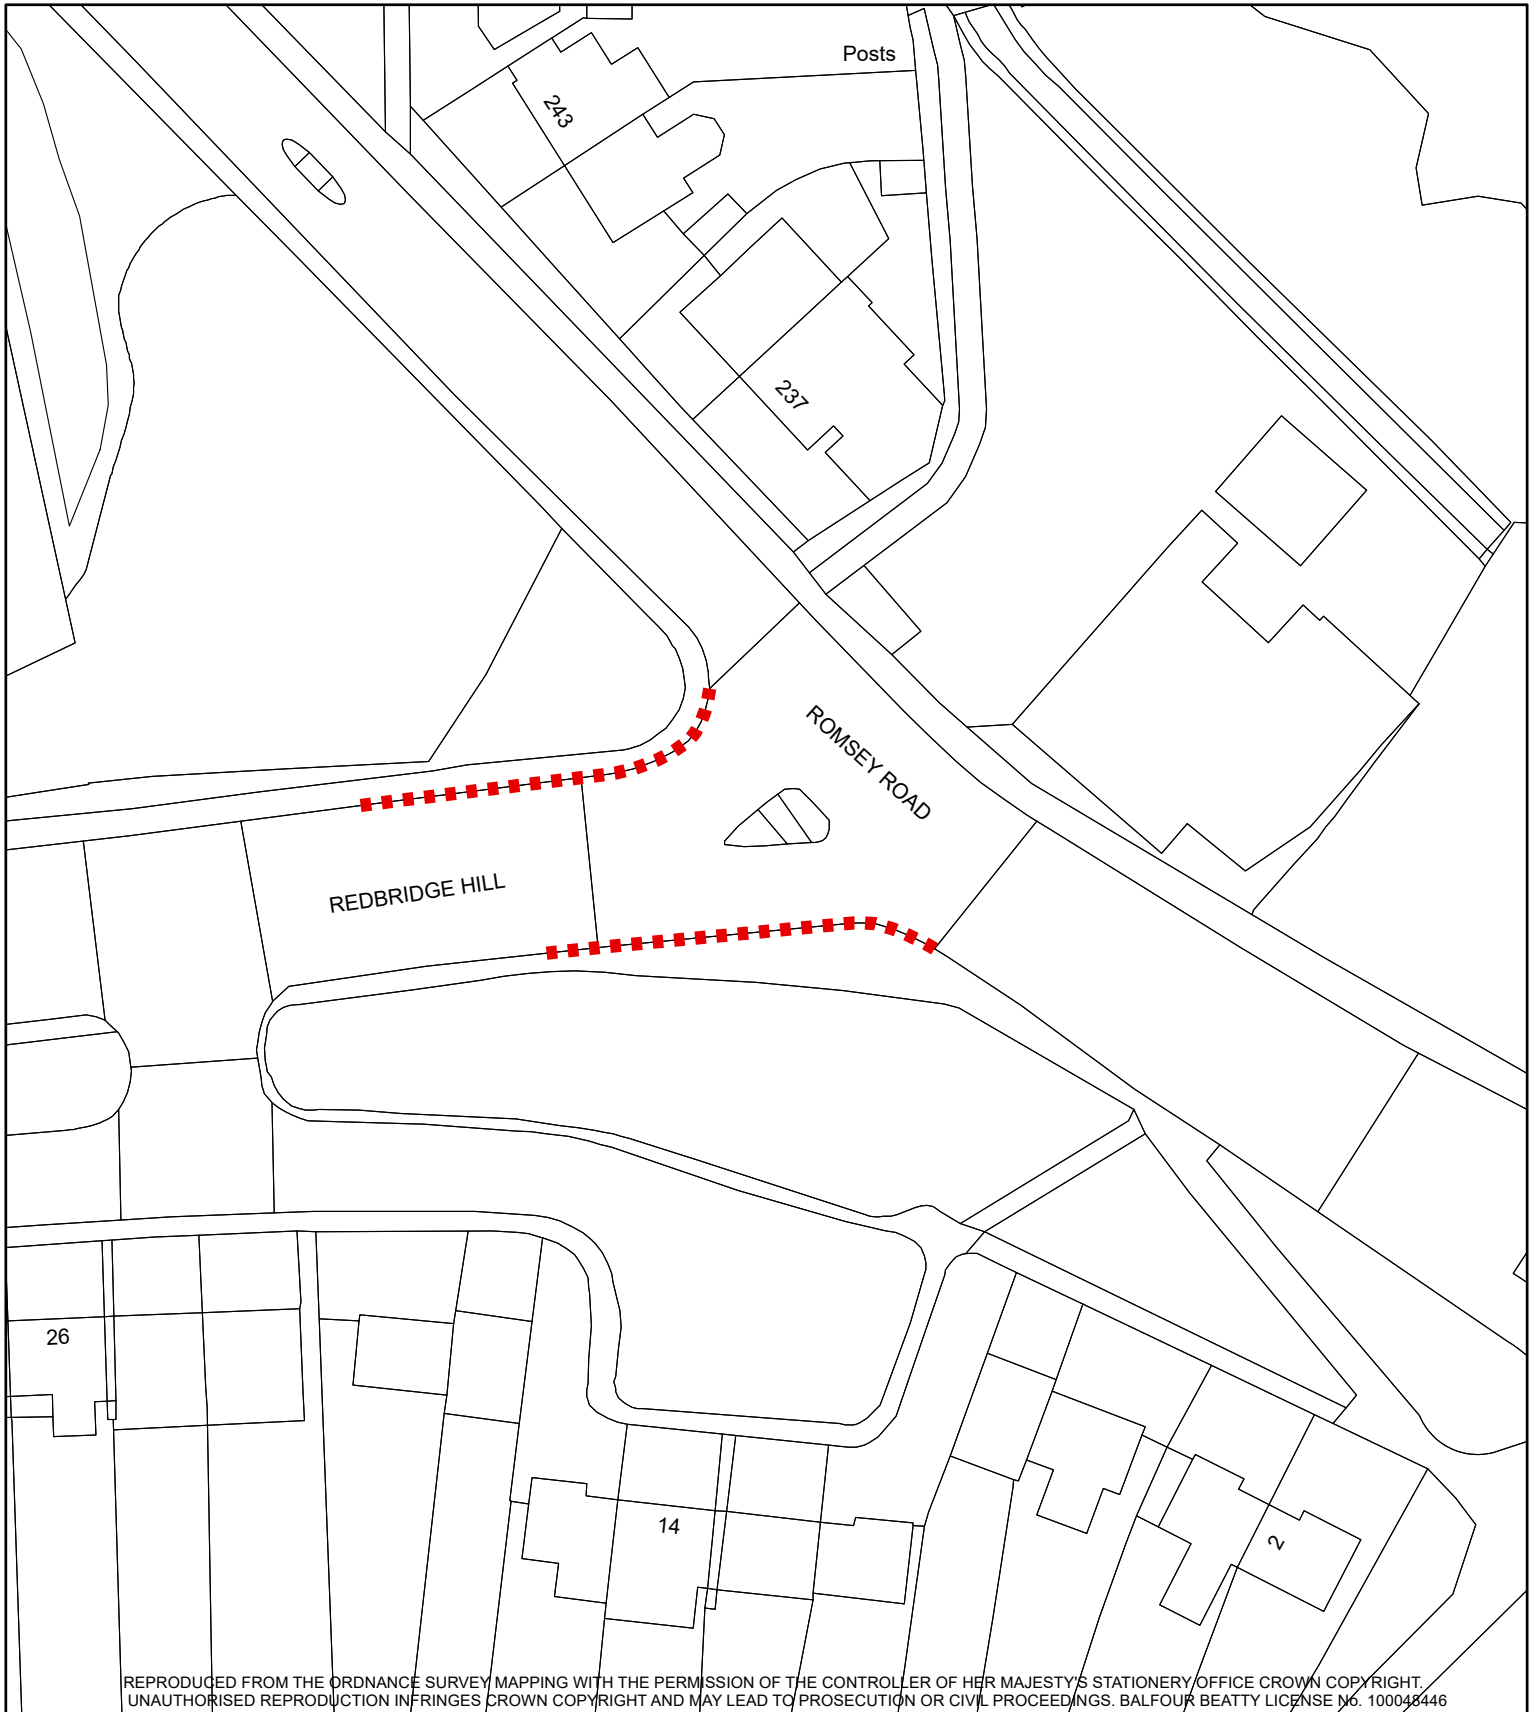 Posts
243
237
ROMSEY ROAD
REDBRIDGE HILL
26
14
2
REPRODUCED FROM THE ORDNANCE SURVEY MAPPING WITH THE PERMISSION OF THE CONTROLLER OF HER MAJESTY'S STATIONERY OFFICE CROWN COPYRIGHT.
UNAUTHORISED REPRODUCTION INFRINGES CROWN COPYRIGHT AND MAY LEAD TO PROSECUTION OR CIVIL PROCEEDINGS. BALFOUR BEATTY LICENSE No. 100048446